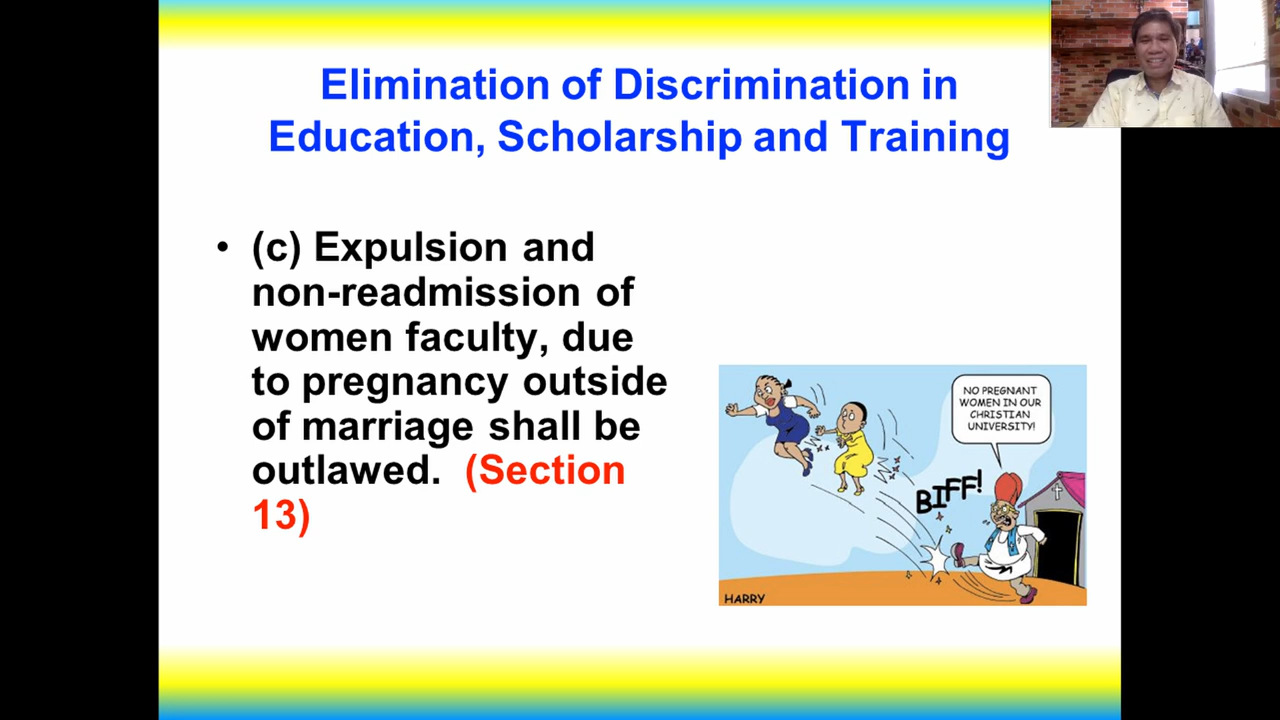 Elimination of Discrimination in
Education, Scholarship and Training
• (c) Expulsion and
non-readmission of
women faculty, due
to pregnancy outside
of marriage shall be
outlawed. (Section
13)
NO PREGNANT
WOMEN IN OUR
CHRISTIAN
UNIVERSITY!
BIFF!
HARRY